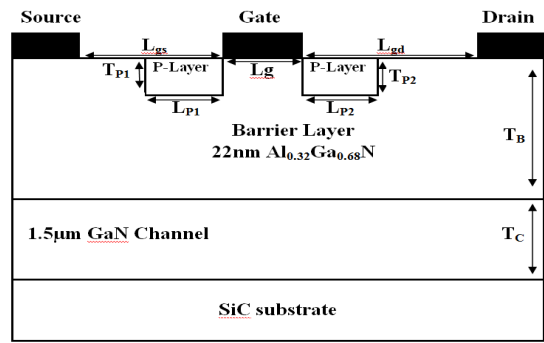 Source Gate Drain
Lgs Lgd
TP1 P-Layer Lg P-Layer TP2
LP1 LP2
Barrier Layer TB
22nm Al0.32Ga0.68N
1.5μm GaN Channel TC
SiC substrate